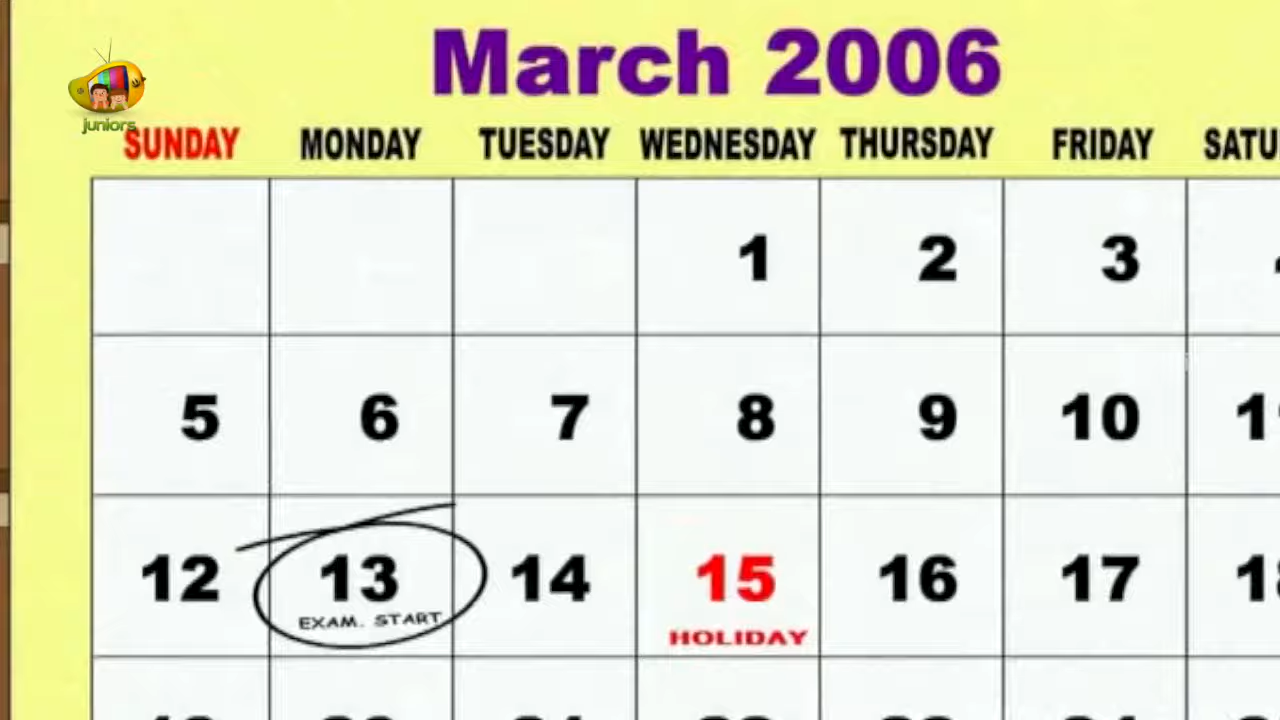 March 2006
juniors
SUNDAY MONDAY TUESDAY WEDNESDAY THURSDAY FRIDAY
1 2 3
5 6 7 8 9 10
12 13 14 15 16 17
EXAM. START HOLIDAY